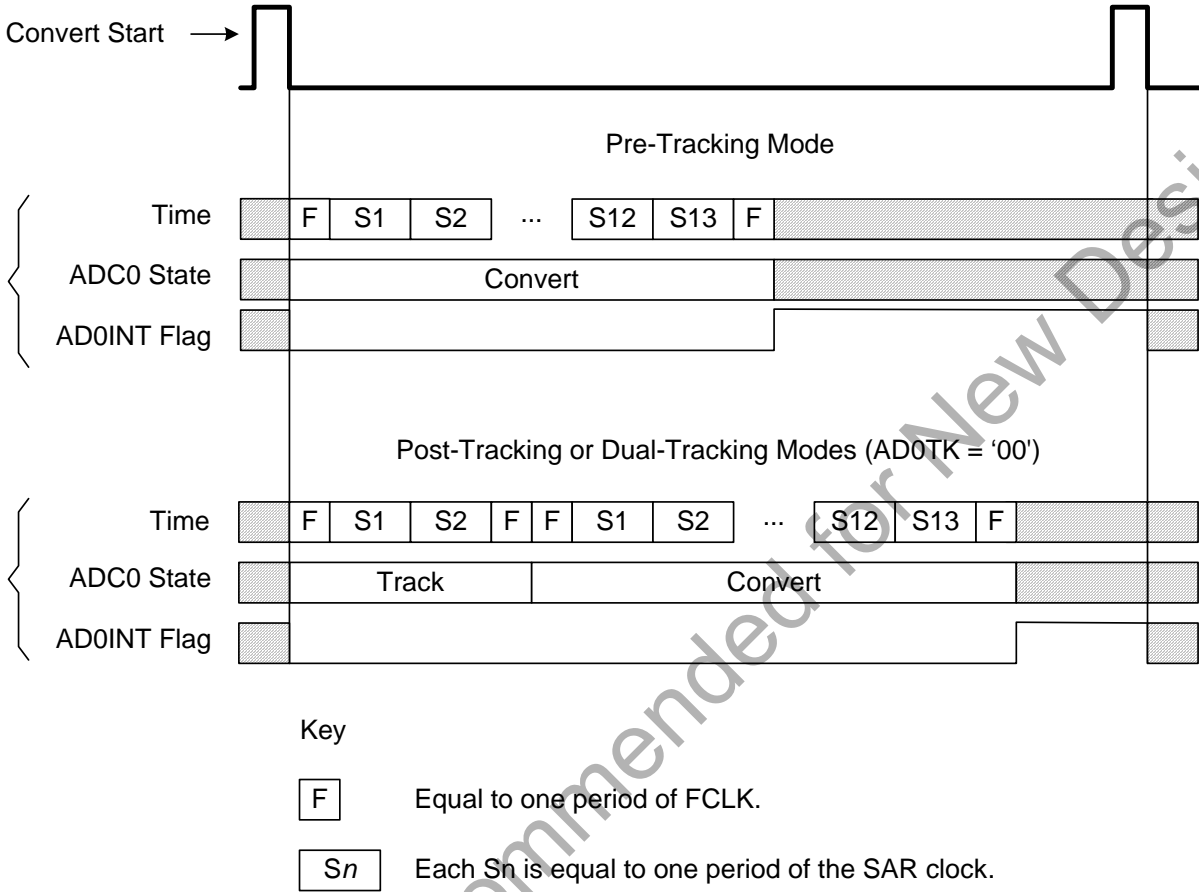 Convert Start
Pre-Tracking Mode
Time F S1 S2 ... S12 S13 F
ADC0 State Convert
AD0INT Flag
Post-Tracking or Dual-Tracking Modes (AD0TK = ‘00')
Time F S1 S2 F F S1 S2 ... S12 S13 F
ADC0 State Track Convert
AD0INT Flag
Key
F Equal to one period of FCLK.
Sn Each Sn is equal to one period of the SAR clock.
ommended for New Desi